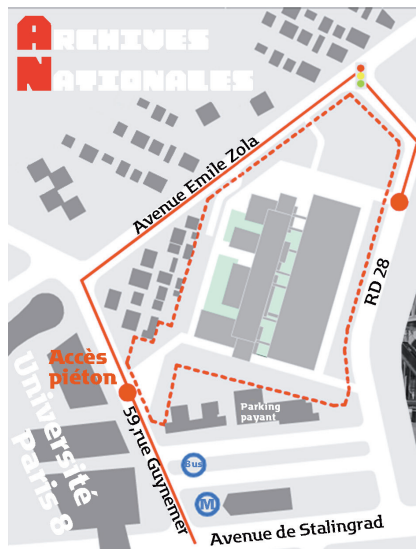 ARCHIVES
NATIONALES
Avenue Emile Zola
RD 28
Accès
piéton
Université
Paris 8
59,rue Guynemer
Parking
payant
Bus
M
Avenue de Stalingrad